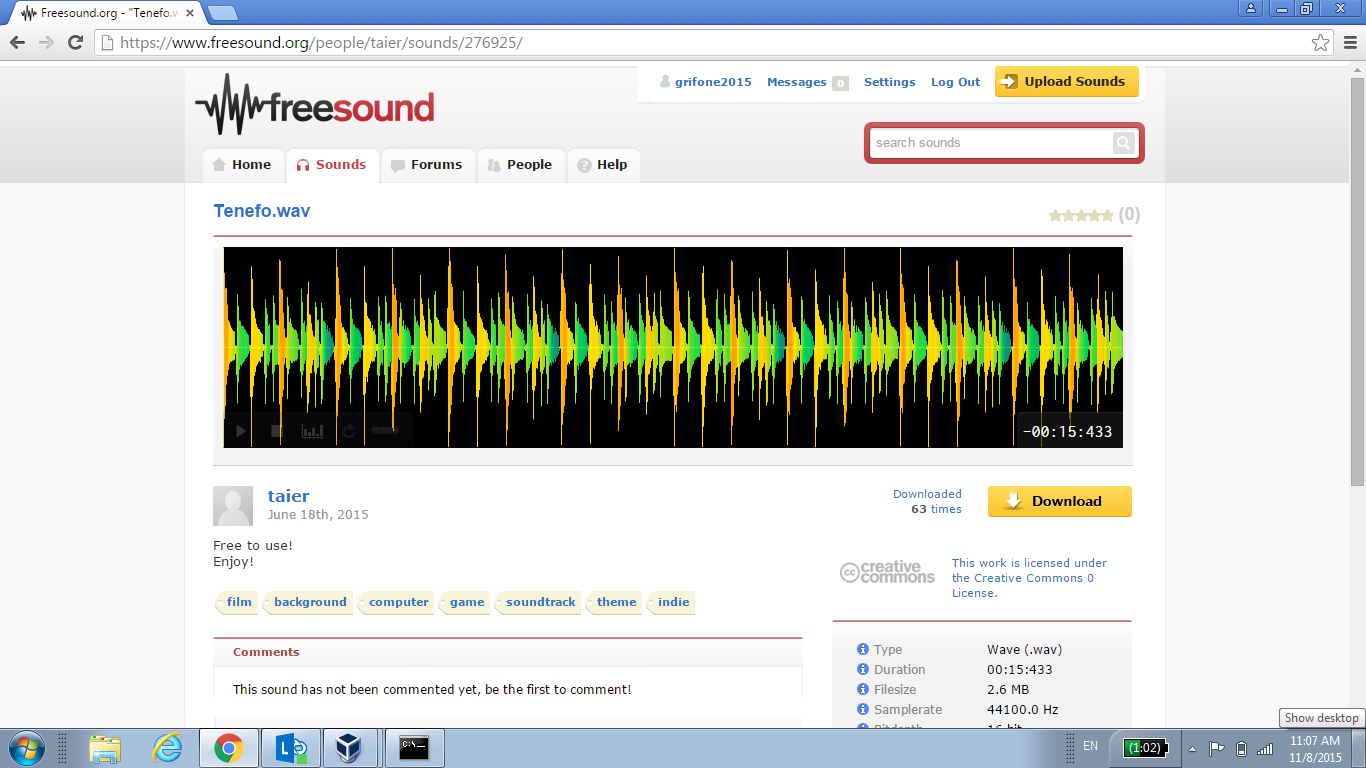 Freesound.org - "Tenefo.w
https://www.freesound.org/people/taier/sounds/276925/
grifone2015 Messages 0 Settings Log Out Upload Sounds
freesound
search sounds
Home Sounds Forums People Help
Tenefo.wav
(0)
-00:15:433
taier
June 18th, 2015
Downloaded
63 times
Download
Free to use!
Enjoy!
creative
commons
This work is licensed under
the Creative Commons 0
License.
film background computer game soundtrack theme indie
Comments
This sound has not been commented yet, be the first to comment!
Type Wave (.wav)
Duration 00:15:433
Filesize 2.6 MB
Samplerate 44100.0 Hz
Bitdepth 16 bit
Show desktop
EN
(1:02)
11:07 AM
11/8/2015